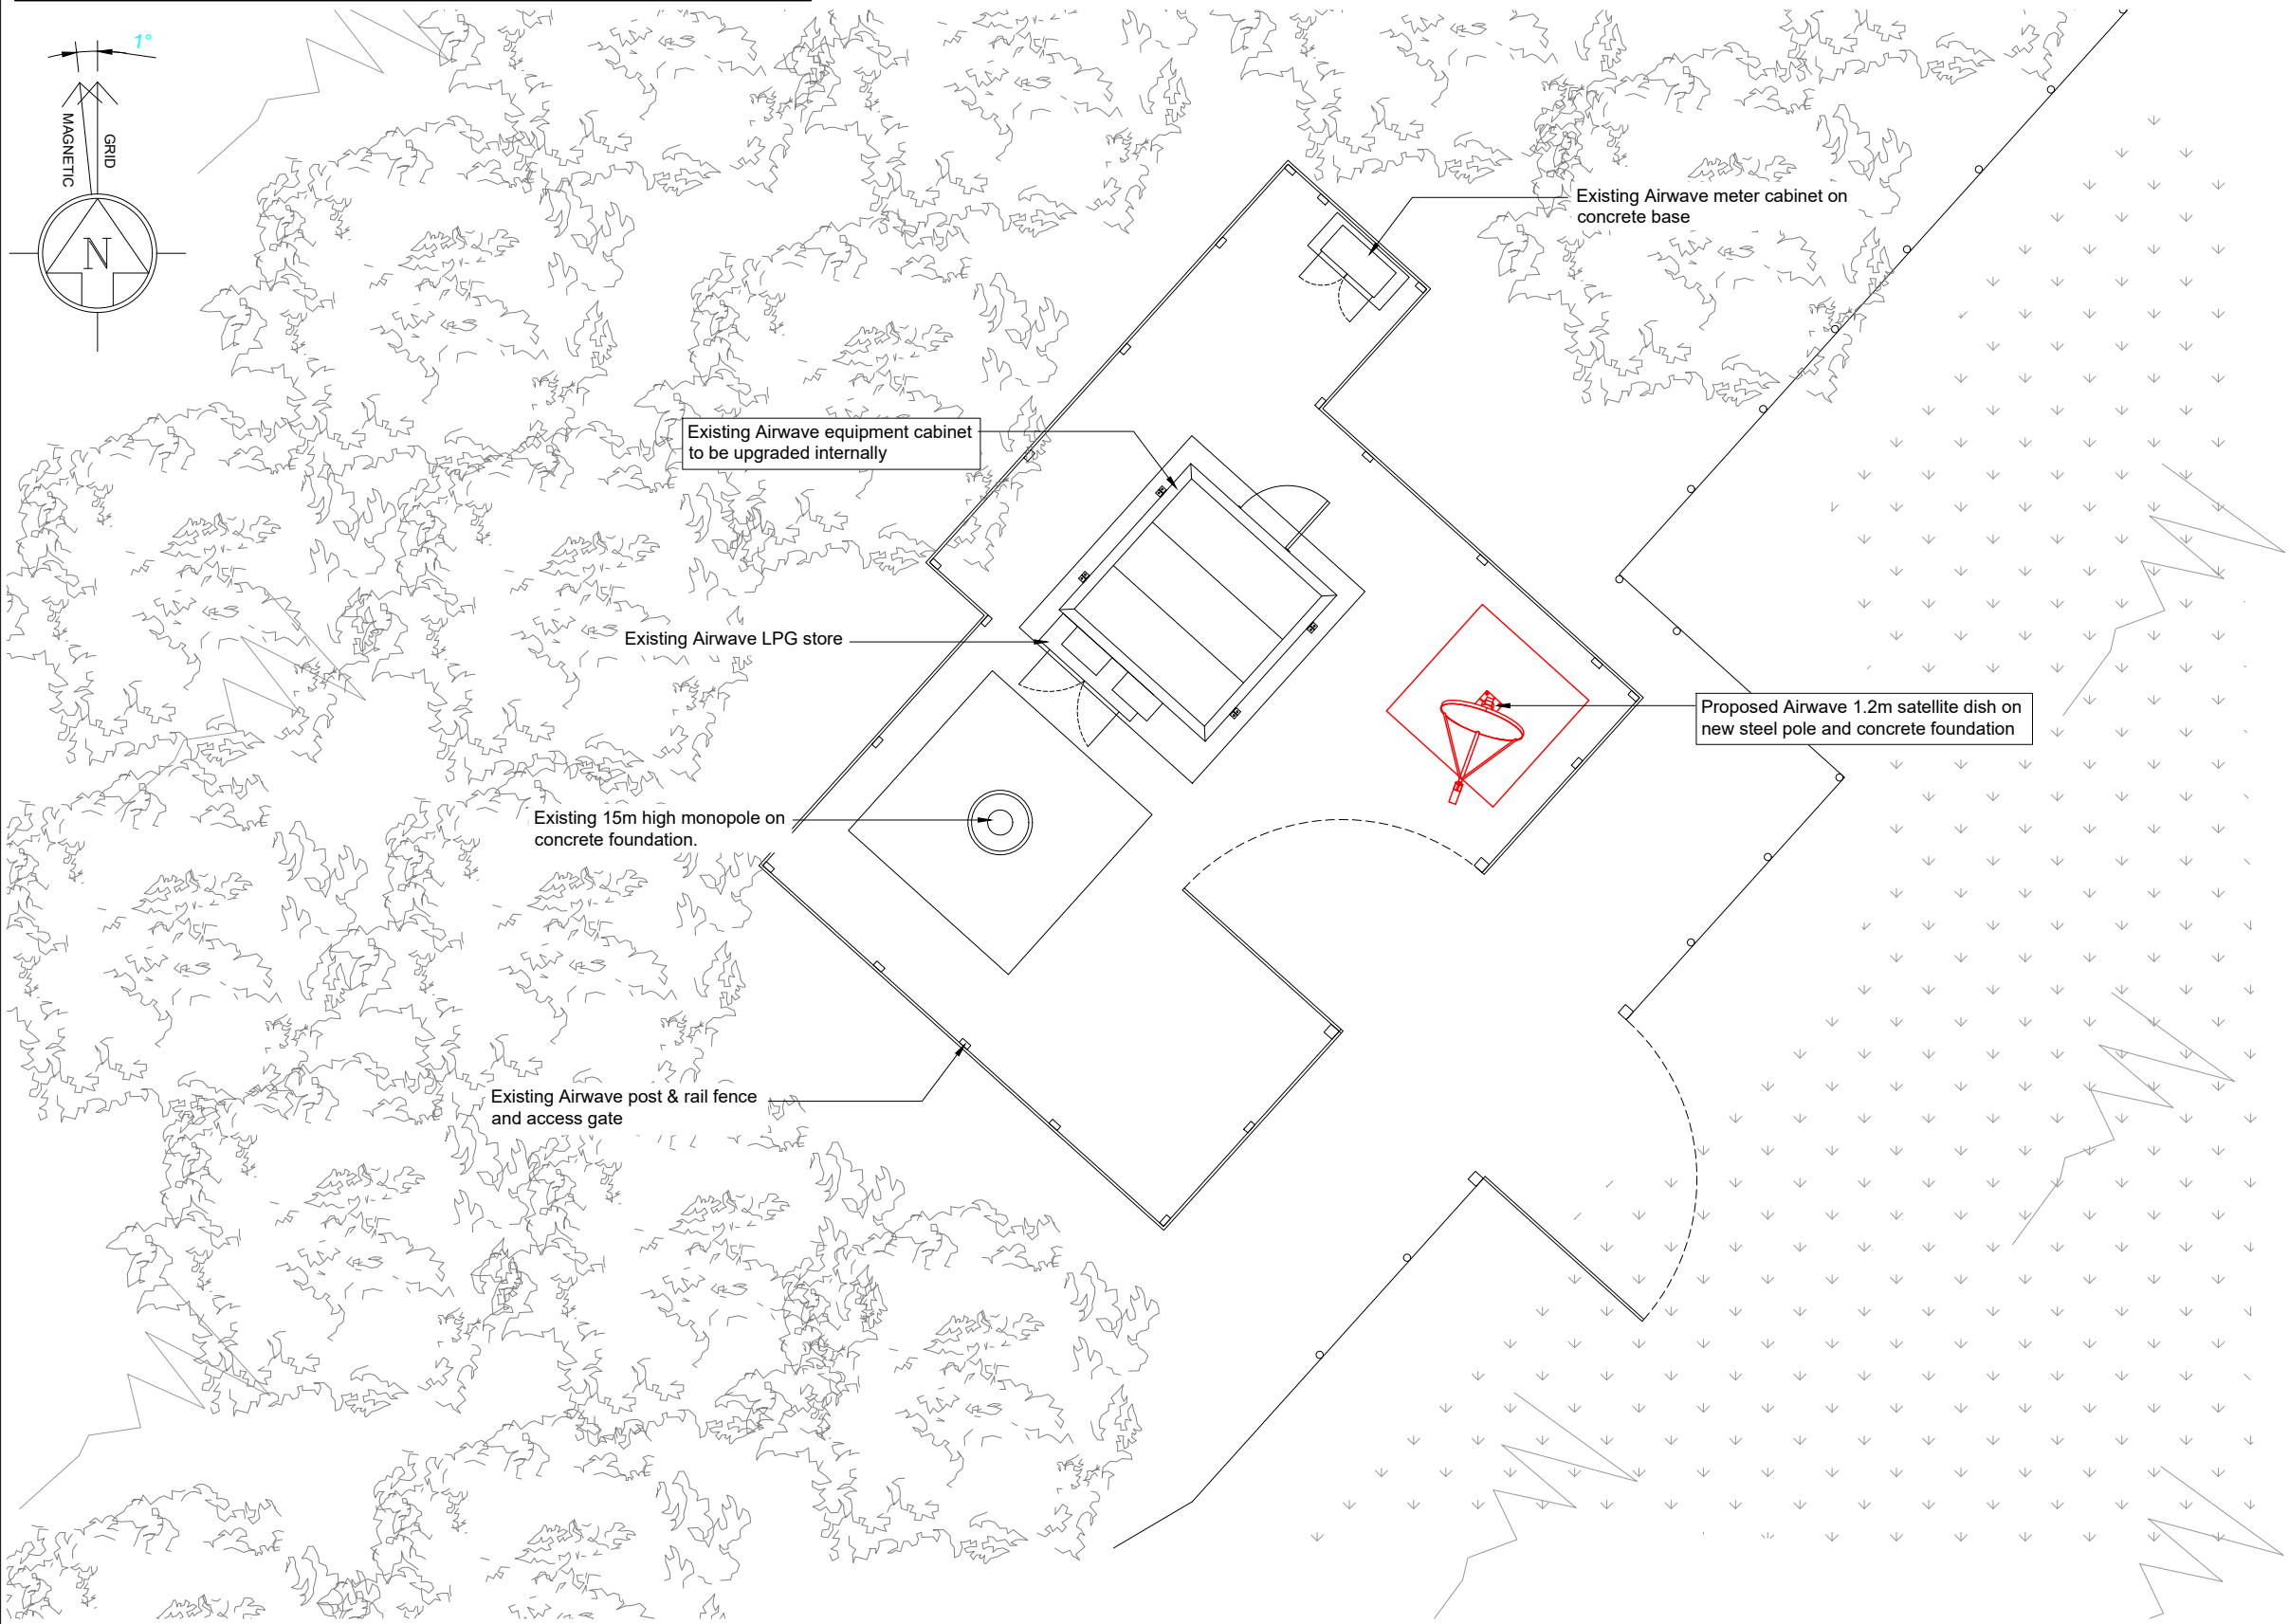 1°
MAGNETIC
GRID
N
Existing Airwave meter cabinet on
concrete base
Existing Airwave equipment cabinet
to be upgraded internally
Existing Airwave LPG store
Proposed Airwave 1.2m satellite dish on
new steel pole and concrete foundation
Existing 15m high monopole on
concrete foundation.
Existing Airwave post & rail fence
and access gate